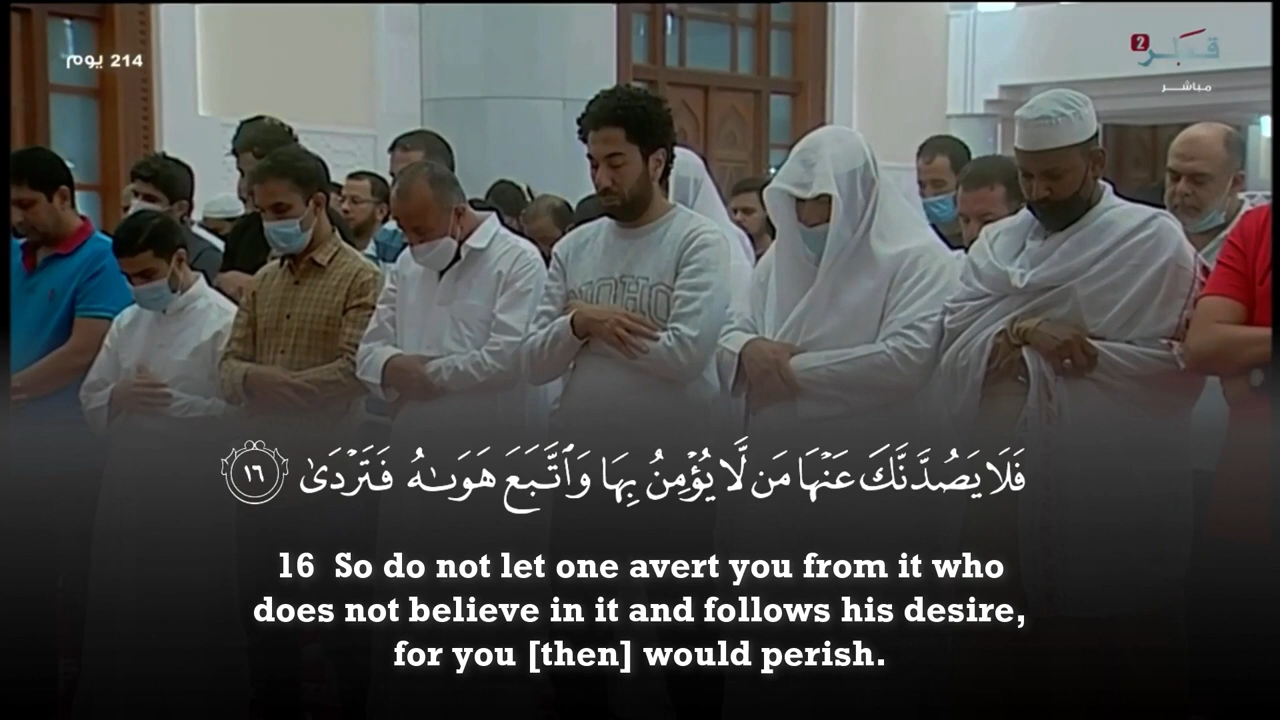 214 يوم
قطر 2
مباشر
فَلَا يَصُدَّنَّكَ عَنْهَا مَن لَّا يُؤْمِنُ بِهَا وَٱتَّبَعَ هَوَىٰهُ فَتَرْدَىٰ ١٦
16 So do not let one avert you from it who
does not believe in it and follows his desire,
for you [then] would perish.